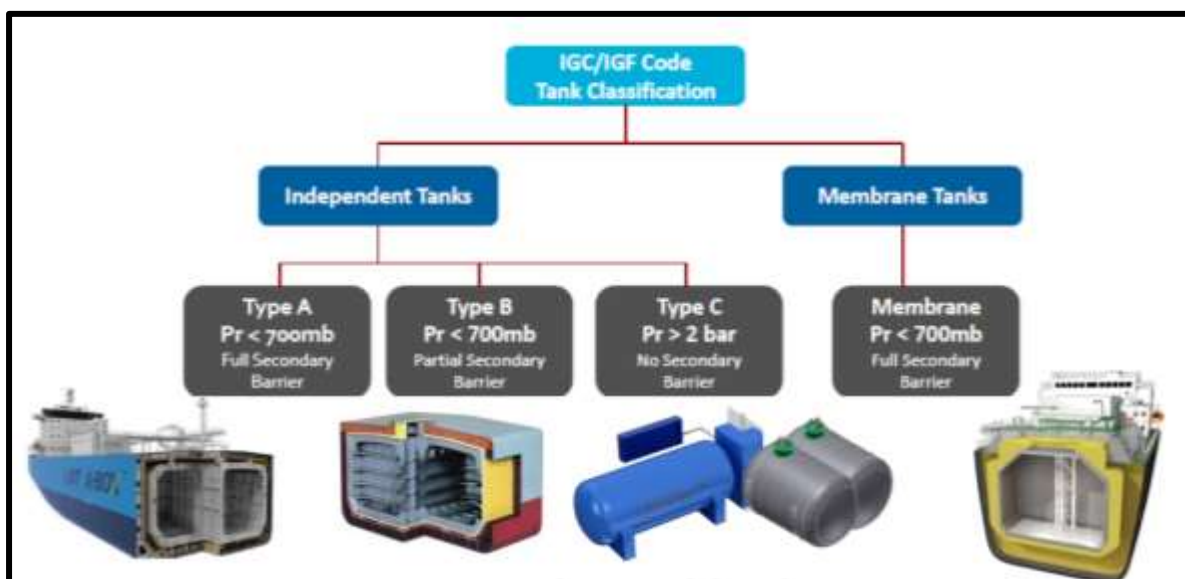 IGC/IGF Code
Tank Classification
Independent Tanks
Membrane Tanks
Type A
Pr < 700mb
Full Secondary
Barrier
Type B
Pr < 700mb
Partial Secondary
Barrier
Type C
Pr > 2 bar
No Secondary
Barrier
Membrane
Pr < 700mb
Full Secondary
Barrier